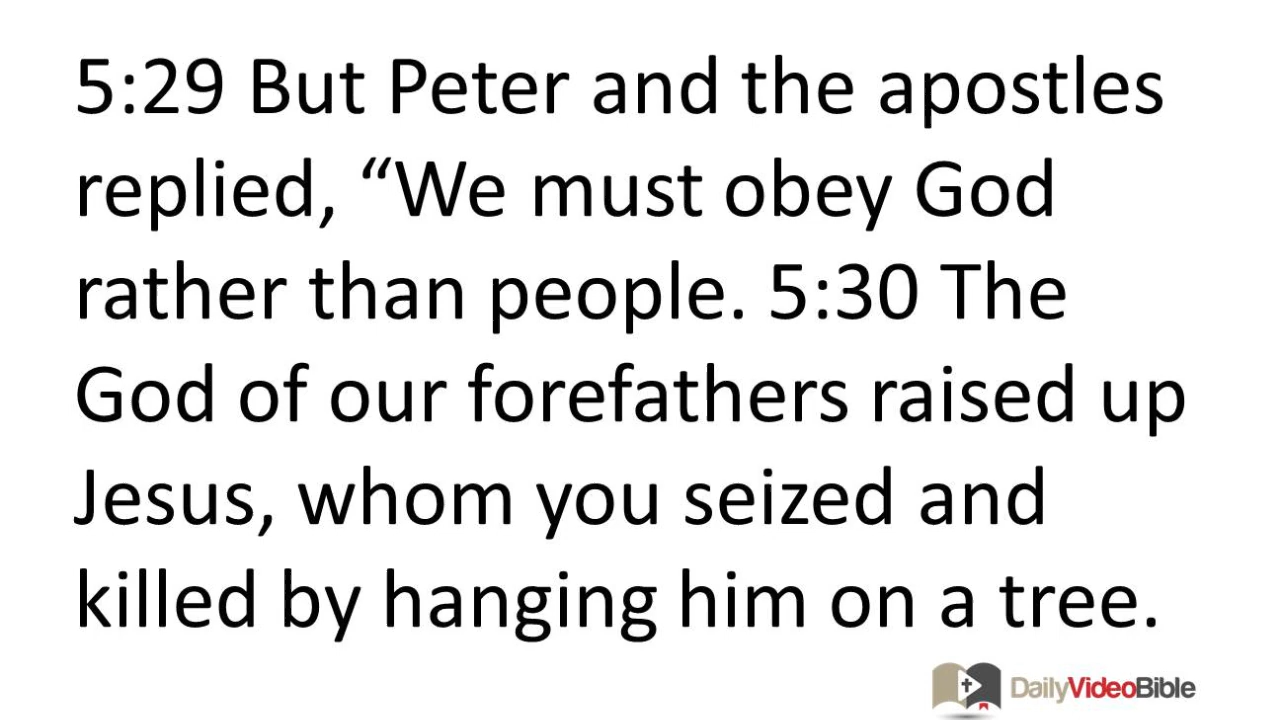 5:29 But Peter and the apostles
replied, “We must obey God
rather than people. 5:30 The
God of our forefathers raised up
Jesus, whom you seized and
killed by hanging him on a tree.
DailyVideoBible